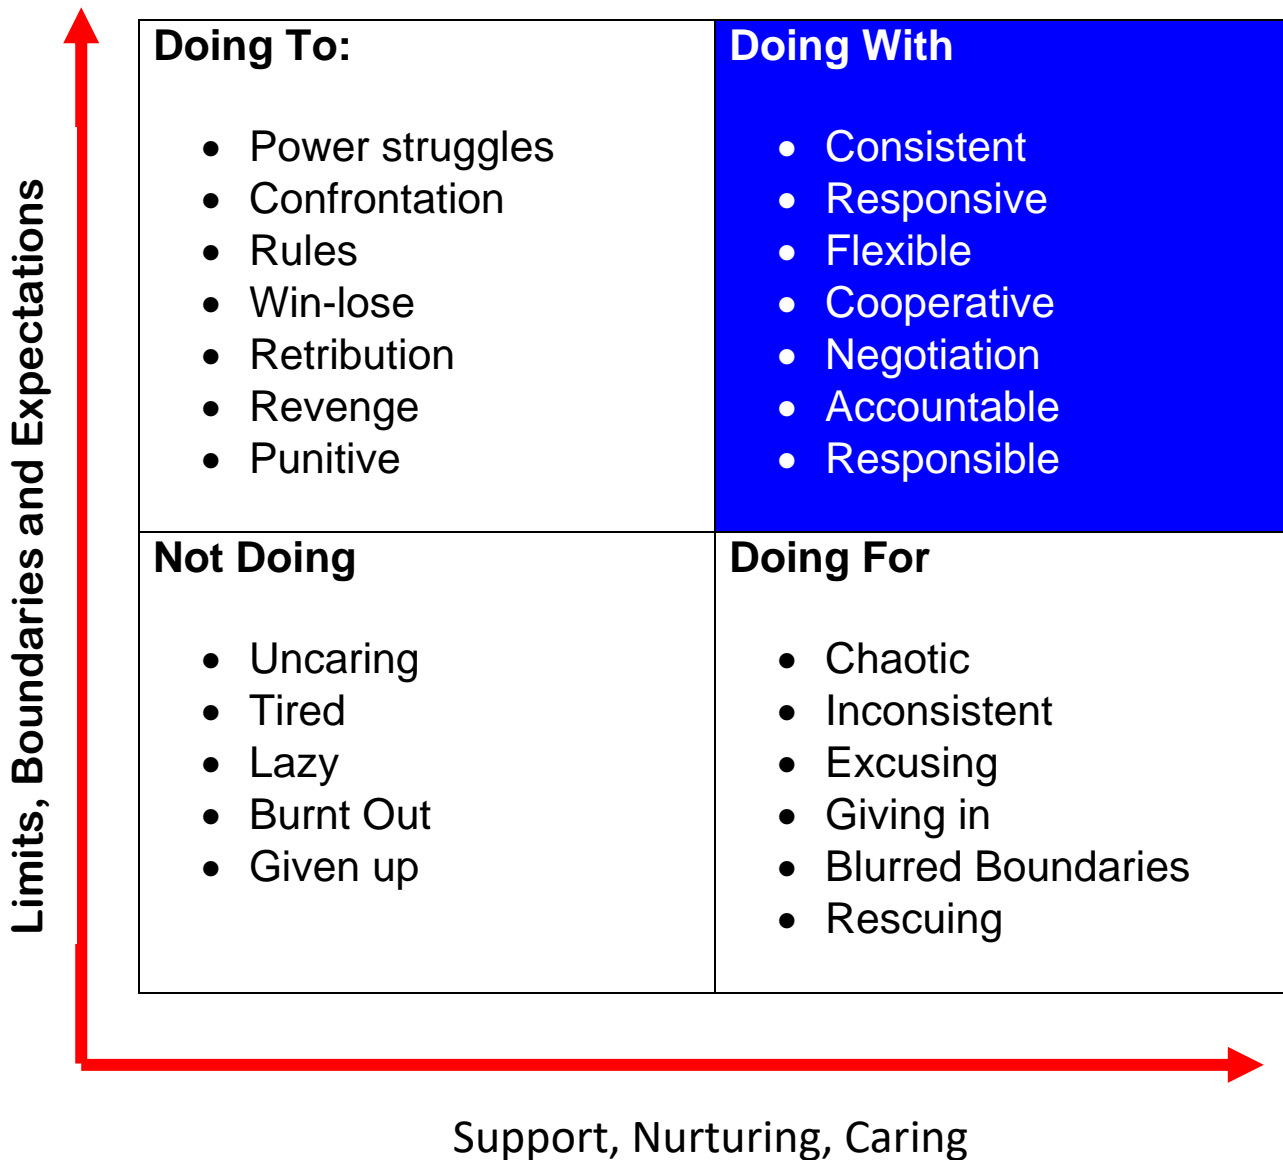 Limits, Boundaries and Expectations
Doing To:
• Power struggles
• Confrontation
• Rules
• Win-lose
• Retribution
• Revenge
• Punitive
Doing With
• Consistent
• Responsive
• Flexible
• Cooperative
• Negotiation
• Accountable
• Responsible
Not Doing
• Uncaring
• Tired
• Lazy
• Burnt Out
• Given up
Doing For
• Chaotic
• Inconsistent
• Excusing
• Giving in
• Blurred Boundaries
• Rescuing
Support, Nurturing, Caring